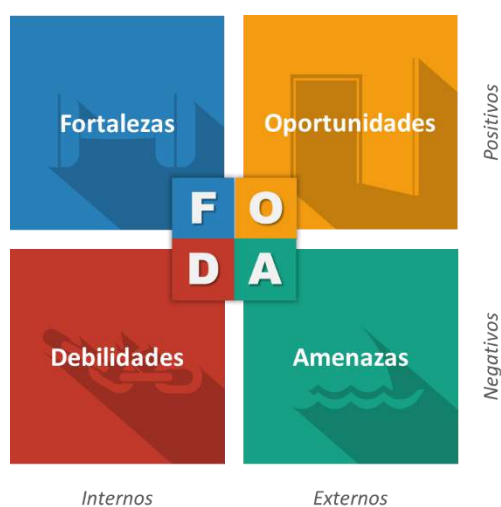 Fortalezas
Oportunidades
Positivos
F O
D A
Debilidades
Amenazas
Negativos
Internos
Externos